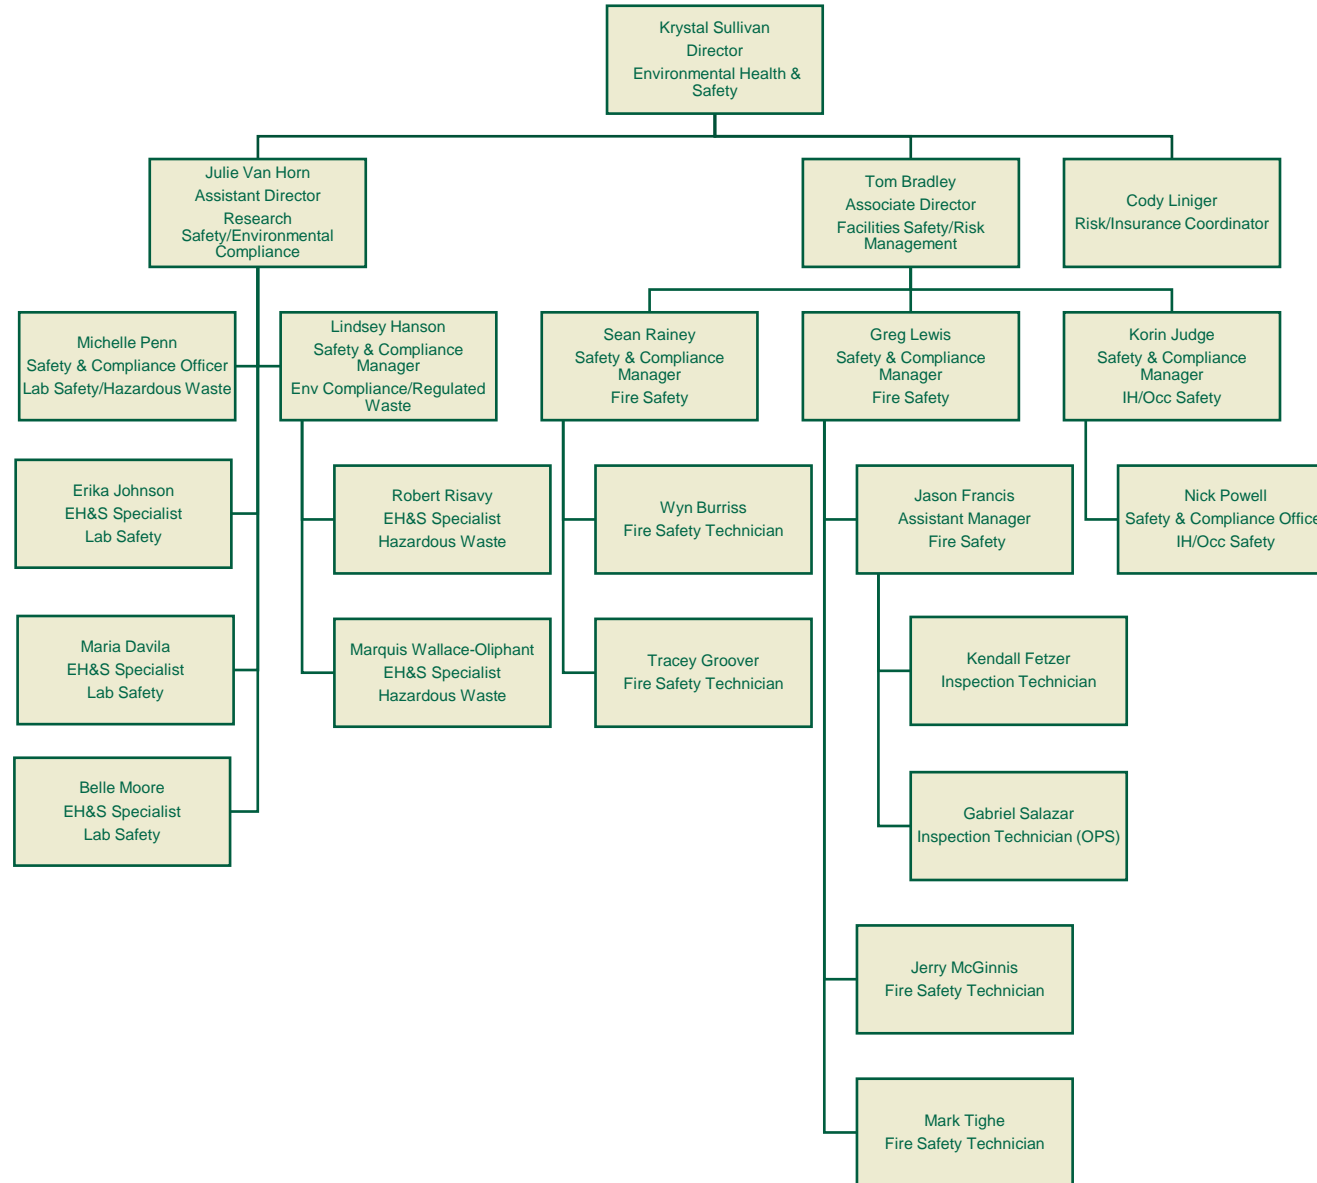 Krystal Sullivan
Director
Environmental Health &
Safety
Julie Van Horn
Assistant Director
Research
Safety/Environmental
Compliance
Tom Bradley
Associate Director
Facilities Safety/Risk
Management
Cody Liniger
Risk/Insurance Coordinator
Michelle Penn
Safety & Compliance Officer
Lab Safety/Hazardous Waste
Lindsey Hanson
Safety & Compliance
Manager
Env Compliance/Regulated
Waste
Sean Rainey
Safety & Compliance
Manager
Fire Safety
Greg Lewis
Safety & Compliance
Manager
Fire Safety
Korin Judge
Safety & Compliance
Manager
IH/Occ Safety
Erika Johnson
EH&S Specialist
Lab Safety
Robert Risavy
EH&S Specialist
Hazardous Waste
Wyn Burriss
Fire Safety Technician
Jason Francis
Assistant Manager
Fire Safety
Nick Powell
Safety & Compliance Office
IH/Occ Safety
Maria Davila
EH&S Specialist
Lab Safety
Marquis Wallace-Oliphant
EH&S Specialist
Hazardous Waste
Tracey Groover
Fire Safety Technician
Kendall Fetzer
Inspection Technician
Belle Moore
EH&S Specialist
Lab Safety
Gabriel Salazar
Inspection Technician (OPS)
Jerry McGinnis
Fire Safety Technician
Mark Tighe
Fire Safety Technician